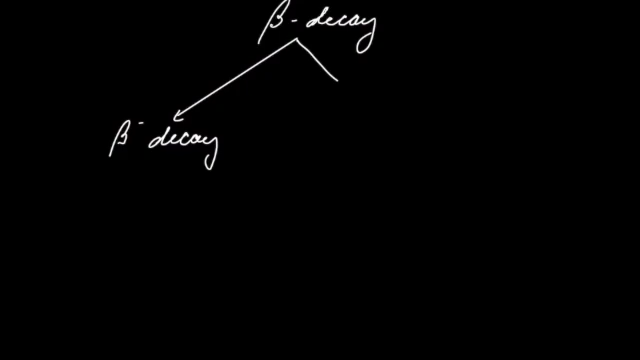 β - decay
β⁻ decay